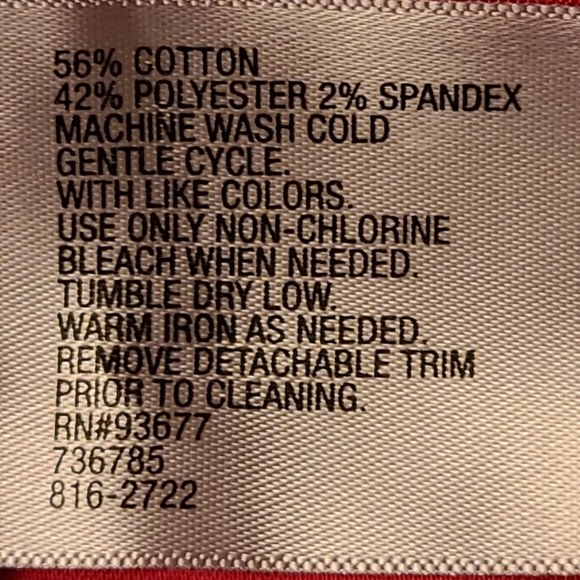 56% COTTON
42% POLYESTER 2% SPANDEX
MACHINE WASH COLD
GENTLE CYCLE.
WITH LIKE COLORS.
USE ONLY NON-CHLORINE
BLEACH WHEN NEEDED.
TUMBLE DRY LOW.
WARM IRON AS NEEDED.
REMOVE DETACHABLE TRIM
PRIOR TO CLEANING.
RN#93677
736785
816-2722